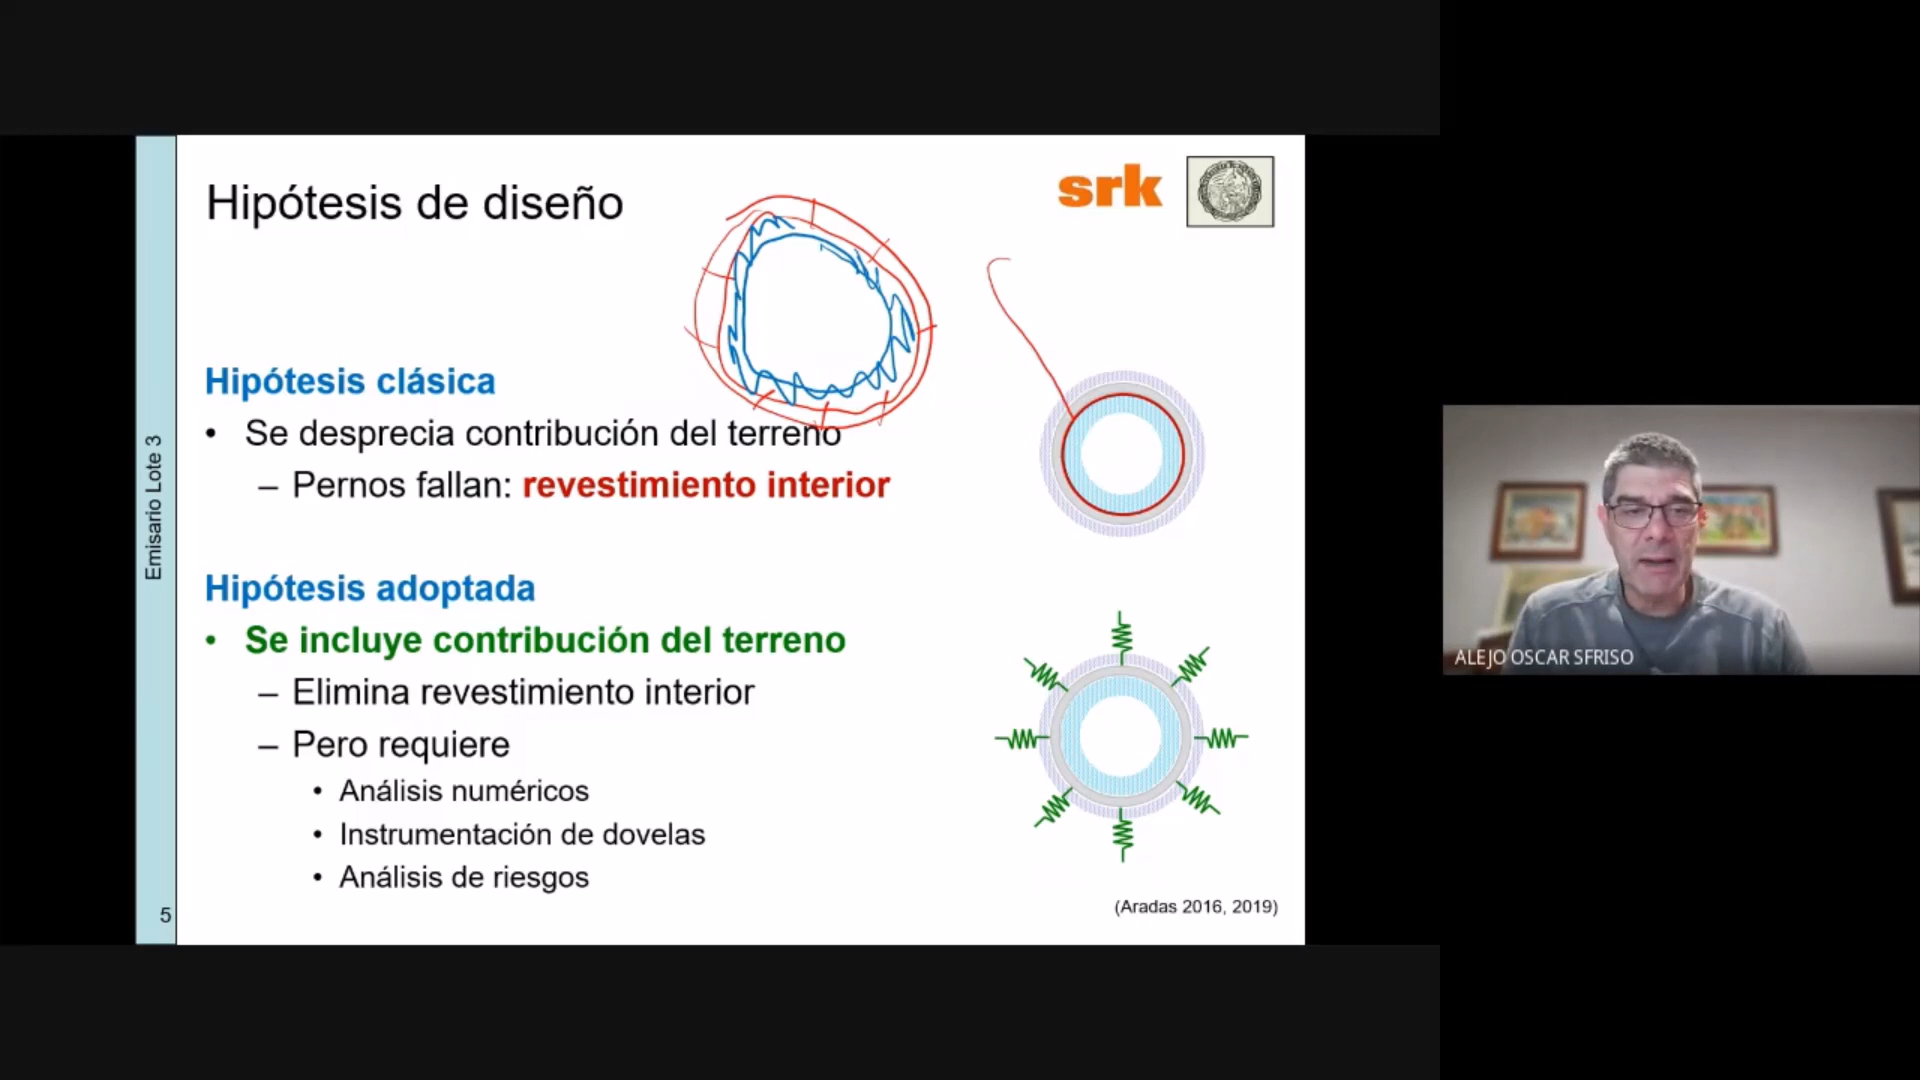 Hipótesis de diseño
srk
Hipótesis clásica
• Se desprecia contribución del terreno
– Pernos fallan: revestimiento interior
Hipótesis adoptada
• Se incluye contribución del terreno
– Elimina revestimiento interior
– Pero requiere
• Análisis numéricos
• Instrumentación de dovelas
• Análisis de riesgos
(Aradas 2016, 2019)
Emisario Lote 3
5
ALEJO OSCAR SFRISO